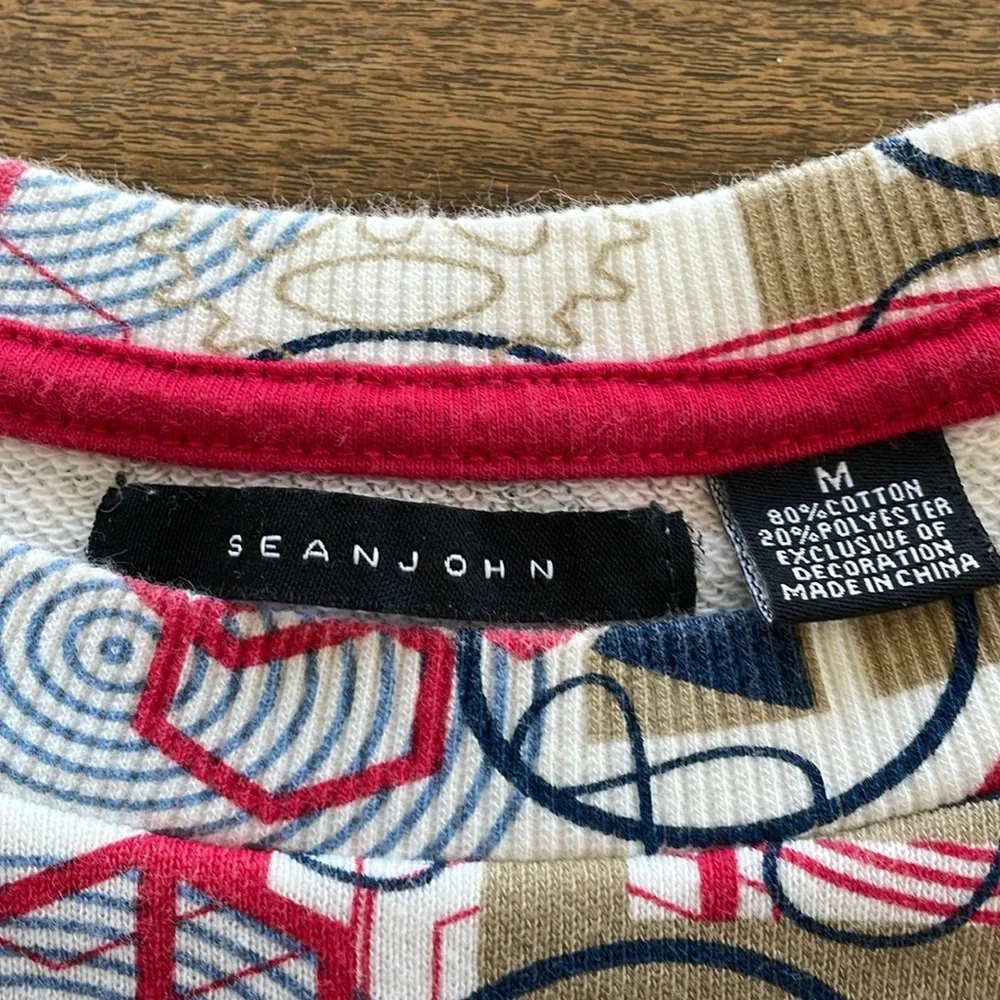 SEANJOHN
M
80%COTTON
20%POLYESTER
EXCLUSIVE OF
DECORATION
MADE IN CHINA